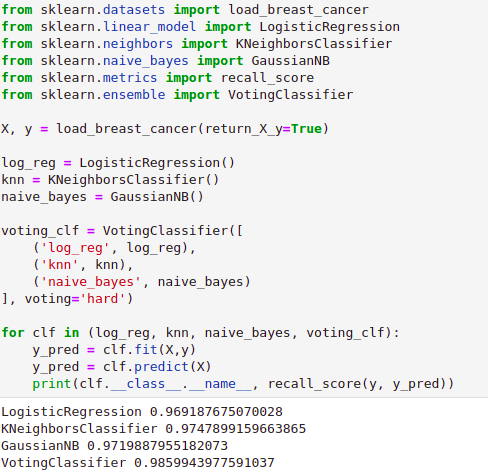 from sklearn.datasets import load_breast_cancer
from sklearn.linear_model import LogisticRegression
from sklearn.neighbors import KNeighborsClassifier
from sklearn.naive_bayes import GaussianNB
from sklearn.metrics import recall_score
from sklearn.ensemble import VotingClassifier

X, y = load_breast_cancer(return_X_y=True)

log_reg = LogisticRegression()
knn = KNeighborsClassifier()
naive_bayes = GaussianNB()

voting_clf = VotingClassifier([
    ('log_reg', log_reg),
    ('knn', knn),
    ('naive_bayes', naive_bayes)
], voting='hard')

for clf in (log_reg, knn, naive_bayes, voting_clf):
    y_pred = clf.fit(X,y)
    y_pred = clf.predict(X)
    print(clf.__class__.__name__, recall_score(y, y_pred))

LogisticRegression 0.969187675070028
KNeighborsClassifier 0.9747899159663865
GaussianNB 0.9719887955182073
VotingClassifier 0.9859943977591037